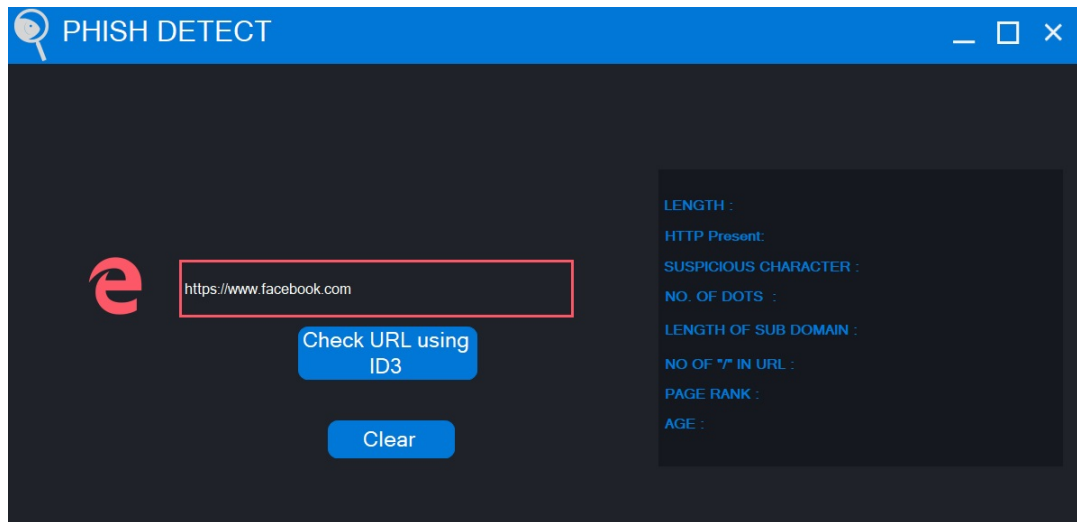 PHISH DETECT
https://www.facebook.com
Check URL using
ID3
Clear
LENGTH :
HTTP Present:
SUSPICIOUS CHARACTER :
NO. OF DOTS :
LENGTH OF SUB DOMAIN :
NO OF "/" IN URL :
PAGE RANK :
AGE :